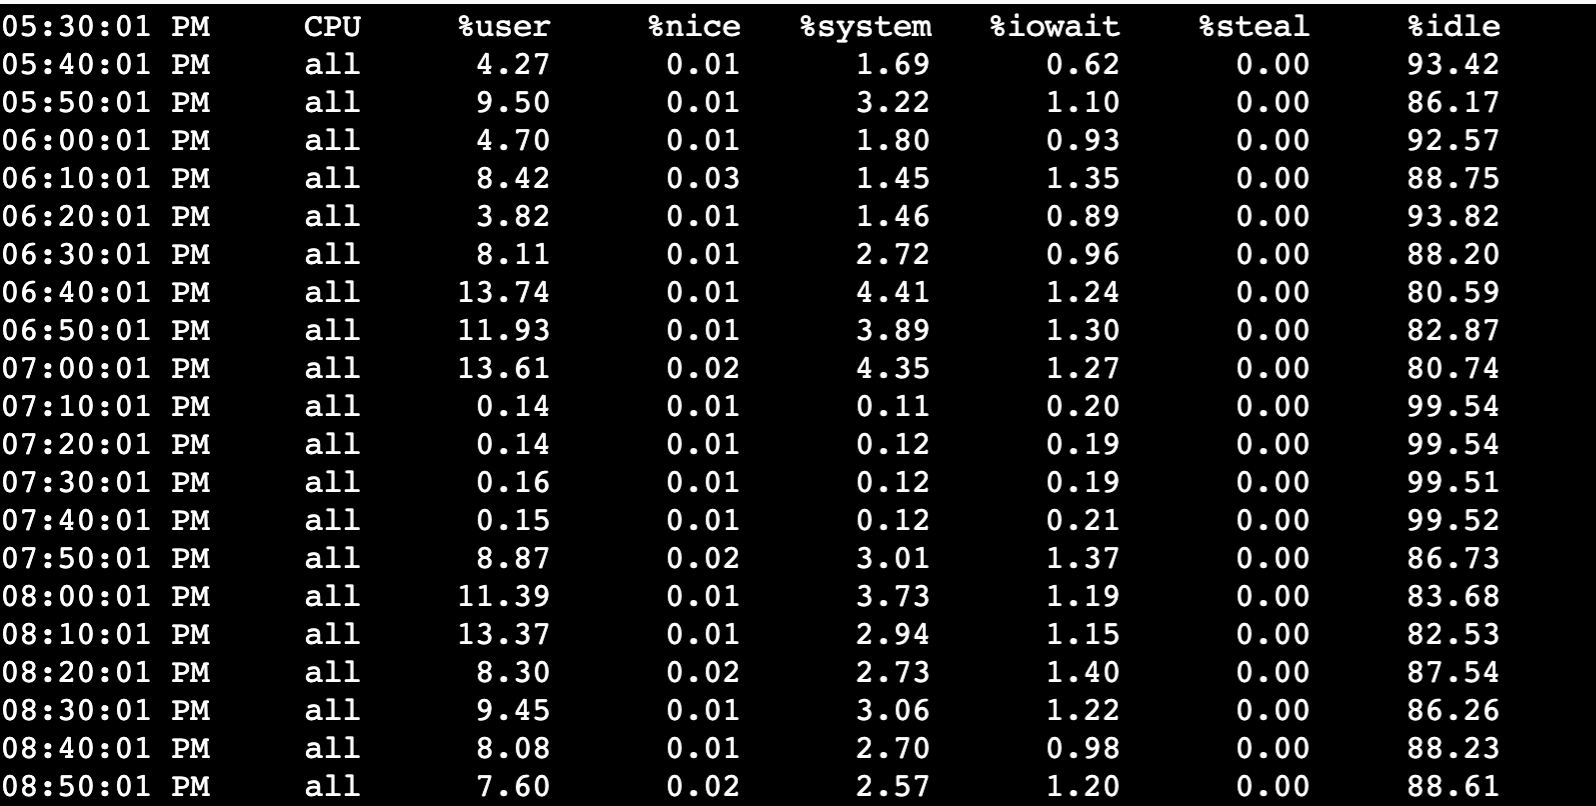 05:30:01 PM CPU %user %nice %system %iowait %steal %idle
05:40:01 PM all 4.27 0.01 1.69 0.62 0.00 93.42
05:50:01 PM all 9.50 0.01 3.22 1.10 0.00 86.17
06:00:01 PM all 4.70 0.01 1.80 0.93 0.00 92.57
06:10:01 PM all 8.42 0.03 1.45 1.35 0.00 88.75
06:20:01 PM all 3.82 0.01 1.46 0.89 0.00 93.82
06:30:01 PM all 8.11 0.01 2.72 0.96 0.00 88.20
06:40:01 PM all 13.74 0.01 4.41 1.24 0.00 80.59
06:50:01 PM all 11.93 0.01 3.89 1.30 0.00 82.87
07:00:01 PM all 13.61 0.02 4.35 1.27 0.00 80.74
07:10:01 PM all 0.14 0.01 0.11 0.20 0.00 99.54
07:20:01 PM all 0.14 0.01 0.12 0.19 0.00 99.54
07:30:01 PM all 0.16 0.01 0.12 0.19 0.00 99.51
07:40:01 PM all 0.15 0.01 0.12 0.21 0.00 99.52
07:50:01 PM all 8.87 0.02 3.01 1.37 0.00 86.73
08:00:01 PM all 11.39 0.01 3.73 1.19 0.00 83.68
08:10:01 PM all 13.37 0.01 2.94 1.15 0.00 82.53
08:20:01 PM all 8.30 0.02 2.73 1.40 0.00 87.54
08:30:01 PM all 9.45 0.01 3.06 1.22 0.00 86.26
08:40:01 PM all 8.08 0.01 2.70 0.98 0.00 88.23
08:50:01 PM all 7.60 0.02 2.57 1.20 0.00 88.61